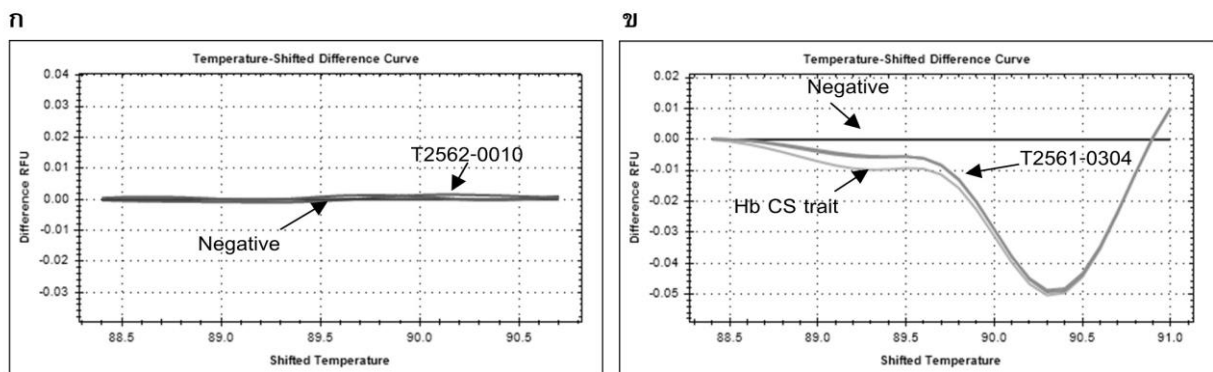 ก
Temperature-Shifted Difference Curve
0.04
0.03
0.02
0.01
0.00
-0.01
-0.02
-0.03
Difference RFU
T2562-0010
Negative
88.5
89.0
89.5
90.0
90.5
Shifted Temperature
ข
Temperature-Shifted Difference Curve
0.02
0.01
0.00
-0.01
-0.02
-0.03
-0.04
-0.05
Difference RFU
Negative
T2561-0304
Hb CS trait
88.5
89.0
89.5
90.0
90.5
91.0
Shifted Temperature